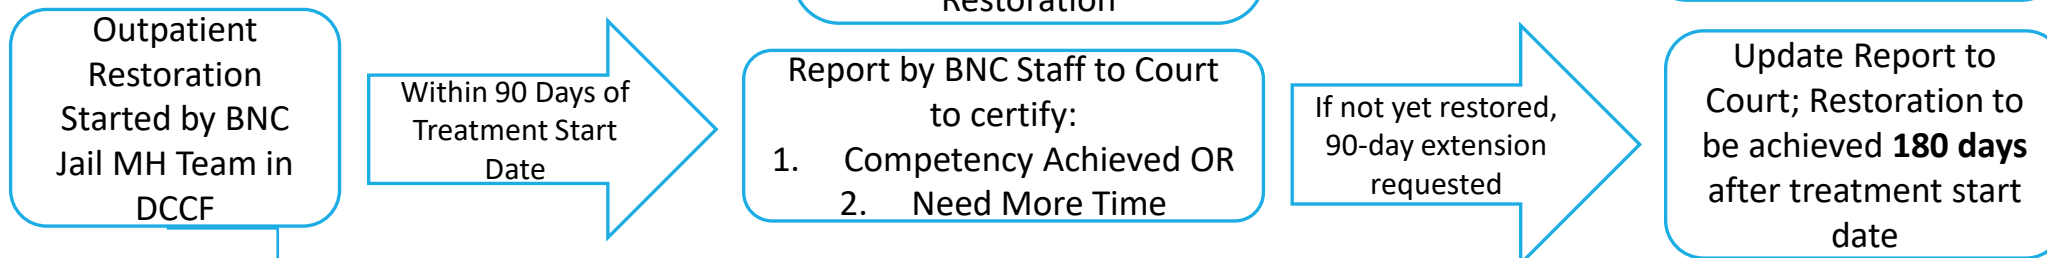 Restoration
Outpatient
Restoration
Started by BNC
Jail MH Team in
DCCF
Within 90 Days of
Treatment Start
Date
Report by BNC Staff to Court
to certify:
1. Competency Achieved OR
2. Need More Time
If not yet restored,
90-day extension
requested
Update Report to
Court; Restoration to
be achieved 180 days
after treatment start
date